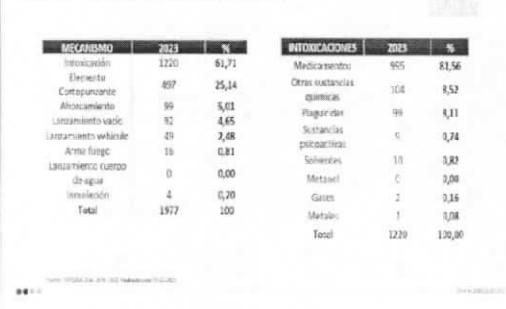 MECANISMO 2023 %
Intoxicación 1220 61,71
Elemento
Cortopunzante 497 25,14
Ahorcamiento 99 5,01
Lanzamiento vacío 92 4,65
Lanzamiento vehículo 49 2,48
Arma fuego 16 0,81
Lanzamiento cuerpo
de agua 0 0,00
Inmolación 4 0,20
Total 1977 100
INTOXICACIONES 2023 %
Medicamentos 995 81,56
Otras sustancias
químicas 104 8,52
Plaguicidas 99 8,11
Sustancias
psicoactivas 9 0,74
Solventes 10 0,82
Metanol 0 0,00
Gases 2 0,16
Metales 1 0,08
Total 1220 100,00